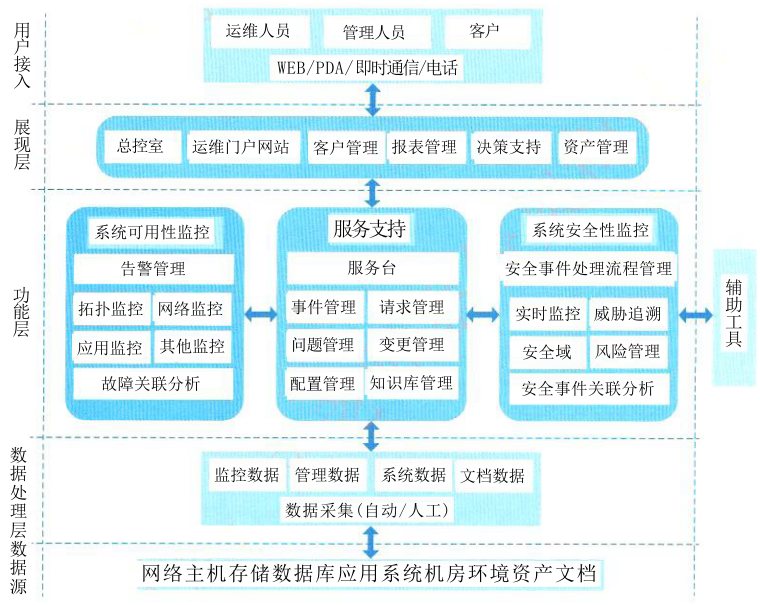 用户接入
运维人员 管理人员 客户
WEB/PDA/即时通信/电话
展现层
总控室 运维门户网站 客户管理 报表管理 决策支持 资产管理
功能层
系统可用性监控
告警管理
拓扑监控 网络监控
应用监控 其他监控
故障关联分析
服务支持
服务台
事件管理 请求管理
问题管理 变更管理
配置管理 知识库管理
系统安全性监控
安全事件处理流程管理
实时监控 威胁追溯
安全域 风险管理
安全事件关联分析
辅助工具
数据处理层
监控数据 管理数据 系统数据 文档数据
数据采集(自动/人工)
数据源
网络主机存储数据库应用系统机房环境资产文档